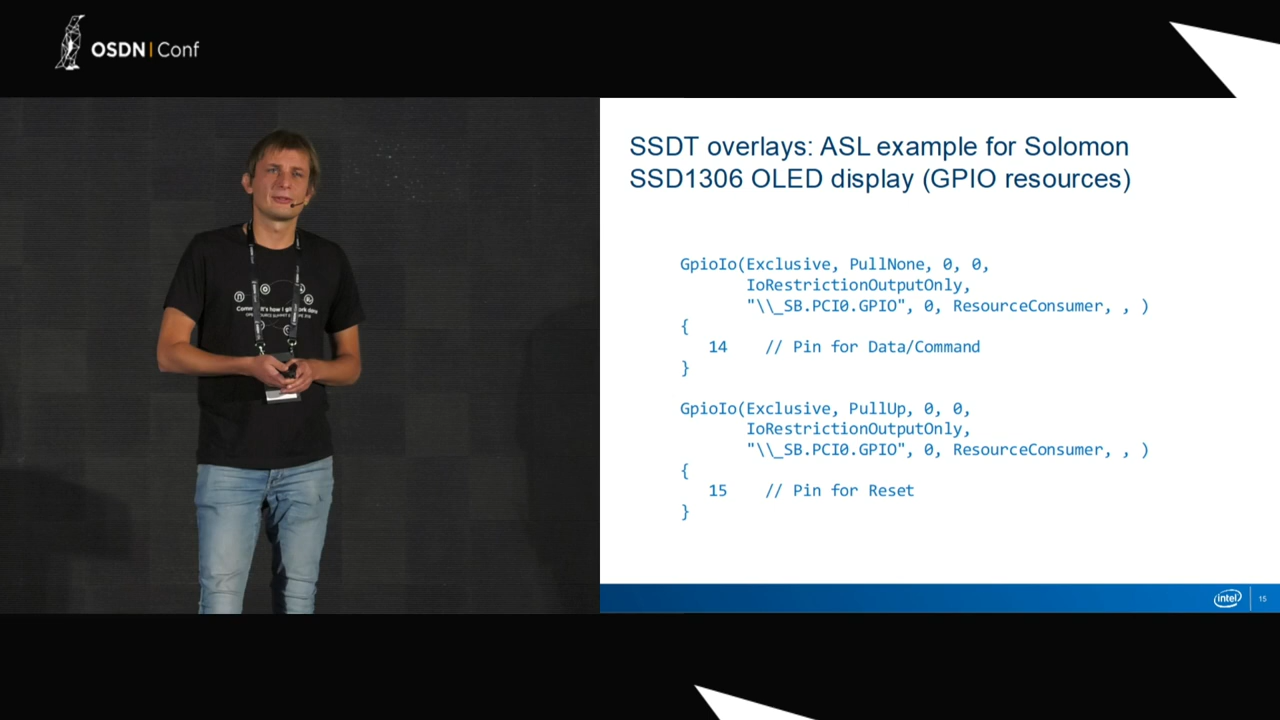 OSDN | Conf
SSDT overlays: ASL example for Solomon
SSD1306 OLED display (GPIO resources)
GpioIo(Exclusive, PullNone, 0, 0,
IoRestrictionOutputOnly,
"\\_SB.PCI0.GPIO", 0, ResourceConsumer, , )
{
14 // Pin for Data/Command
}
GpioIo(Exclusive, PullUp, 0, 0,
IoRestrictionOutputOnly,
"\\_SB.PCI0.GPIO", 0, ResourceConsumer, , )
{
15 // Pin for Reset
}
intel
15